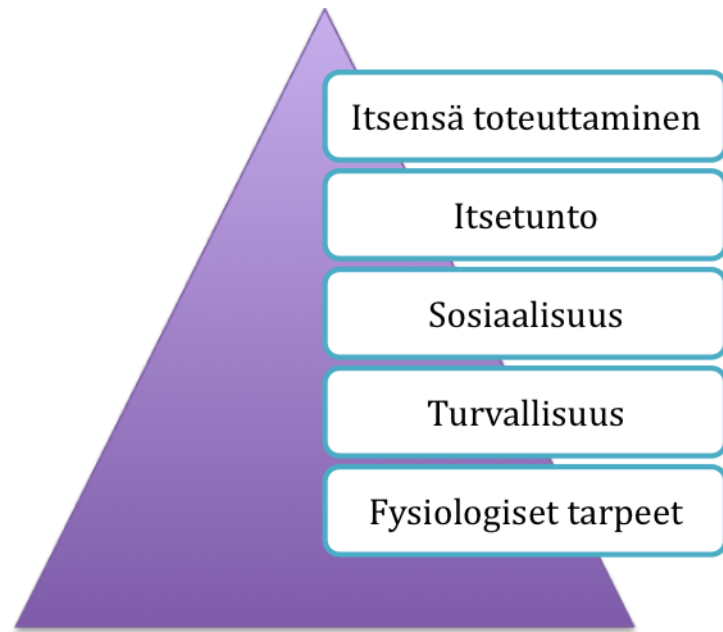 Itsensä toteuttaminen
Itsetunto
Sosiaalisuus
Turvallisuus
Fysiologiset tarpeet